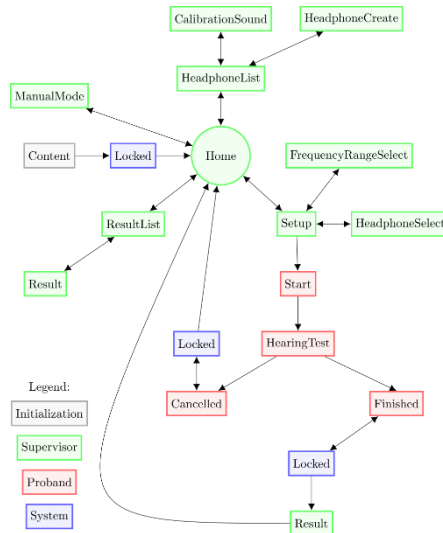 CalibrationSound
HeadphoneCreate
HeadphoneList
ManualMode
Content
Locked
Home
FrequencyRangeSelect
ResultList
Setup
HeadphoneSelect
Result
Start
Locked
HearingTest
Legend:
Initialization
Cancelled
Finished
Supervisor
Locked
Proband
System
Result